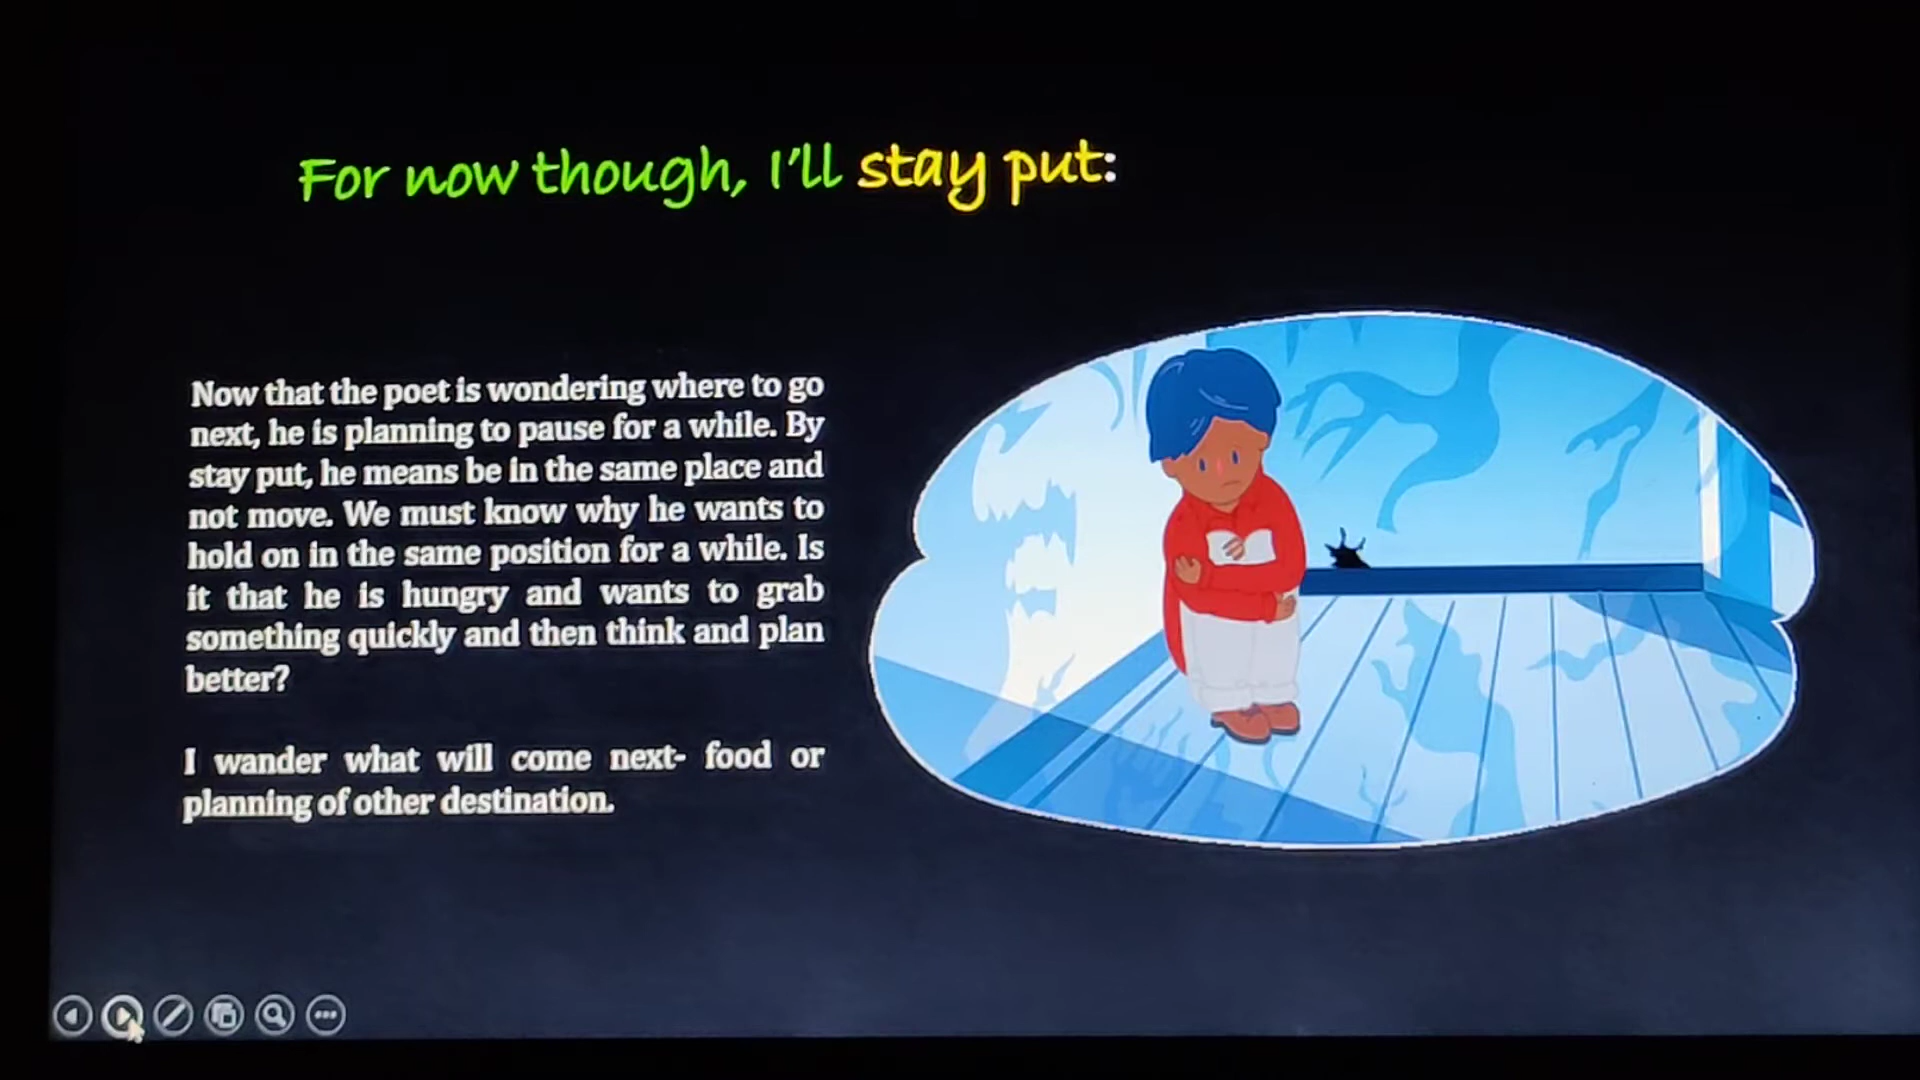 For now though, I'll stay put:
Now that the poet is wondering where to go
next, he is planning to pause for a while. By
stay put, he means be in the same place and
not move. We must know why he wants to
hold on in the same position for a while. Is
it that he is hungry and wants to grab
something quickly and then think and plan
better?
I wander what will come next- food or
planning of other destination.